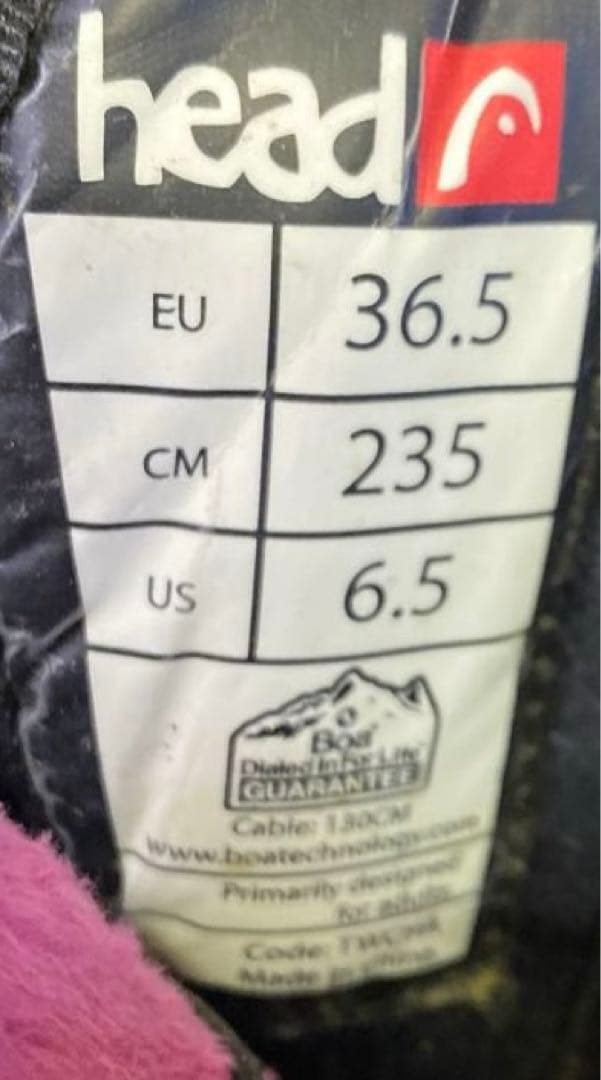 head
EU 36.5
CM 235
US 6.5
Boa
Dialed In For Life
GUARANTEE
Cable: 130CM
www.boatechnology.com
Primarily designed
for adults
Code:
Made in China